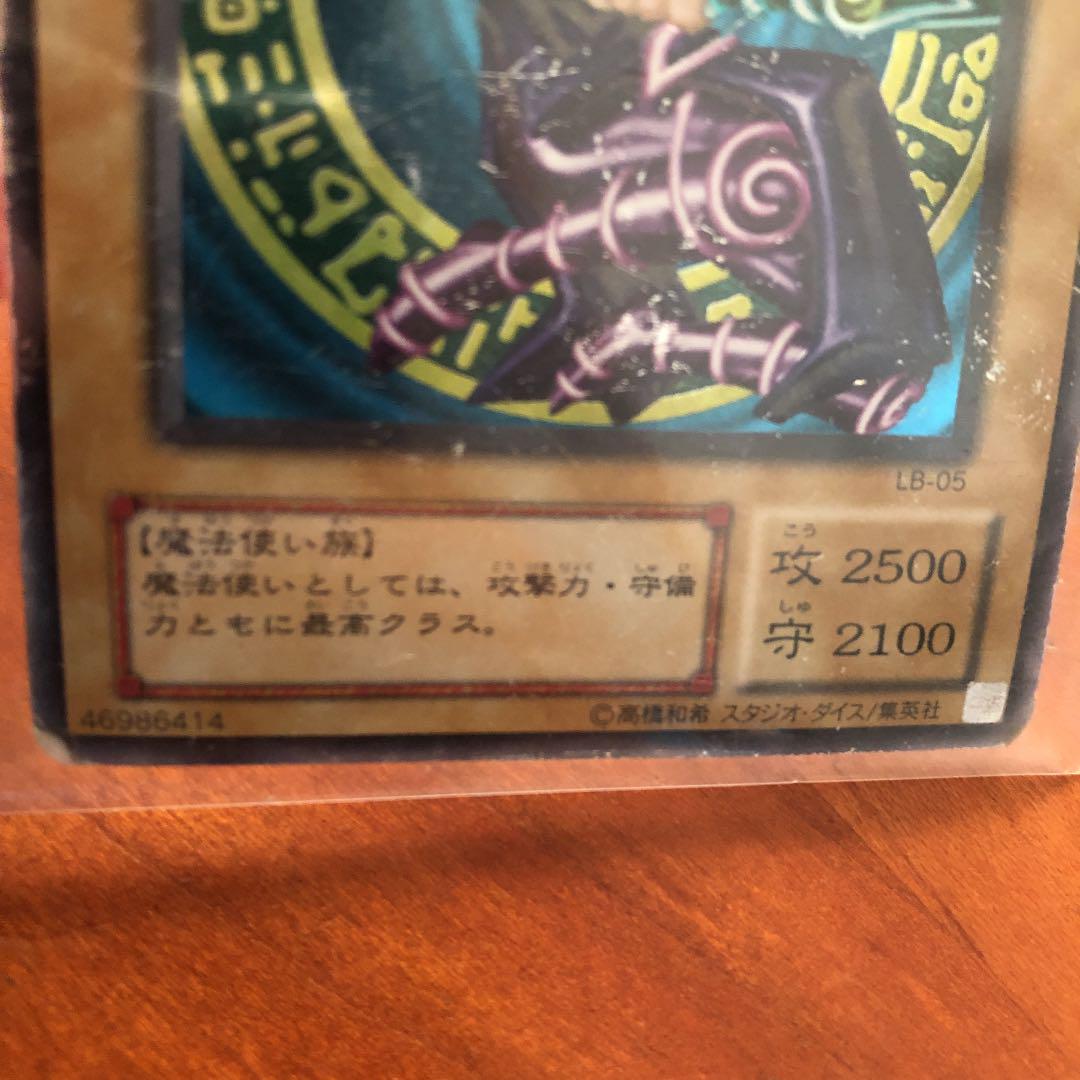 LB-05
【魔法使い族】
魔法使いとしては、攻撃力・守備
力ともに最高クラス。
攻 2500
守 2100
46986414
©高橋和希 スタジオ・ダイス/集英社